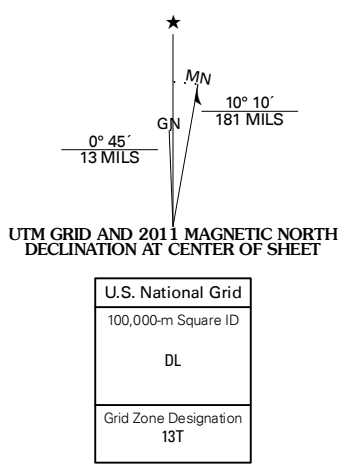 ★
MN
10° 10´
181 MILS
GN
0° 45´
13 MILS
UTM GRID AND 2011 MAGNETIC NORTH
DECLINATION AT CENTER OF SHEET
U.S. National Grid
100,000-m Square ID
DL
Grid Zone Designation
13T